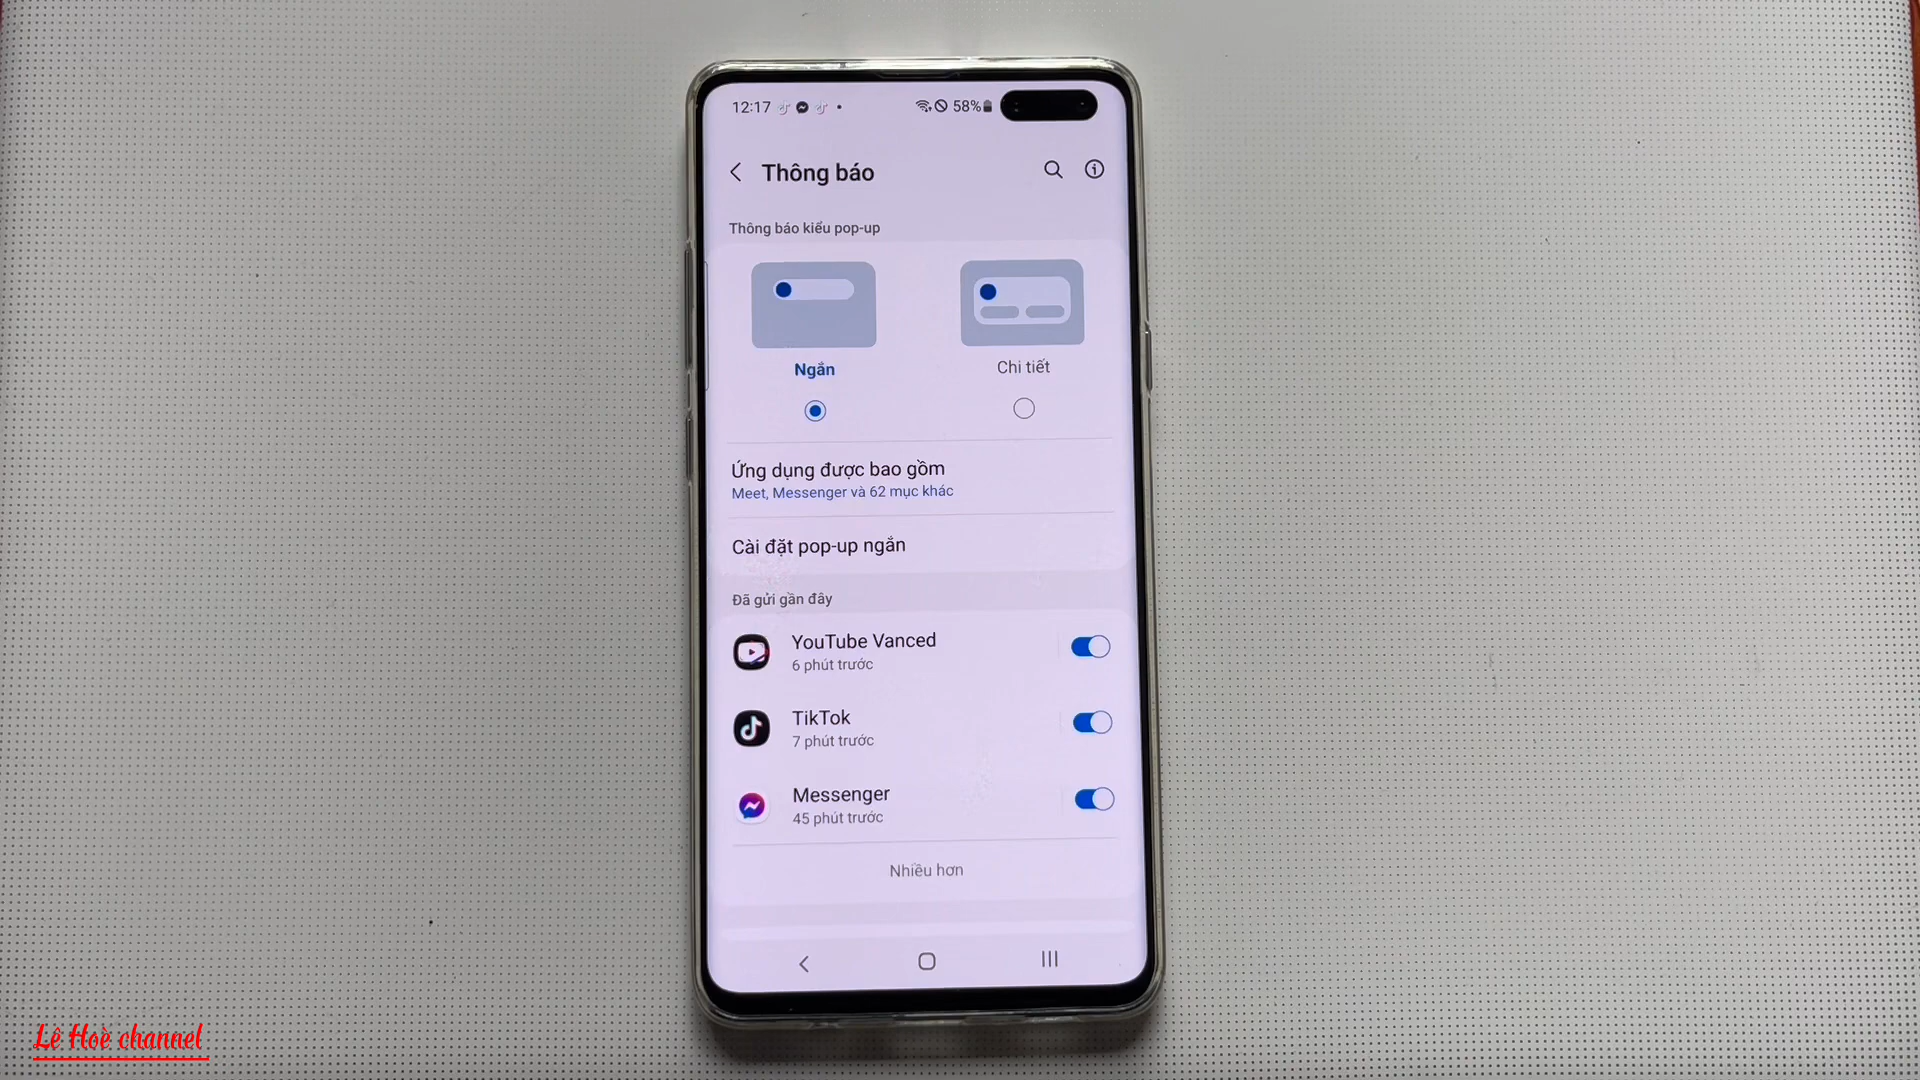 12:17
58%
Thông báo
Thông báo kiểu pop-up
Ngắn
Chi tiết
Ứng dụng được bao gồm
Meet, Messenger và 62 mục khác
Cài đặt pop-up ngắn
Đã gửi gần đây
YouTube Vanced
6 phút trước
TikTok
7 phút trước
Messenger
45 phút trước
Nhiều hơn
Lê Hoè channel